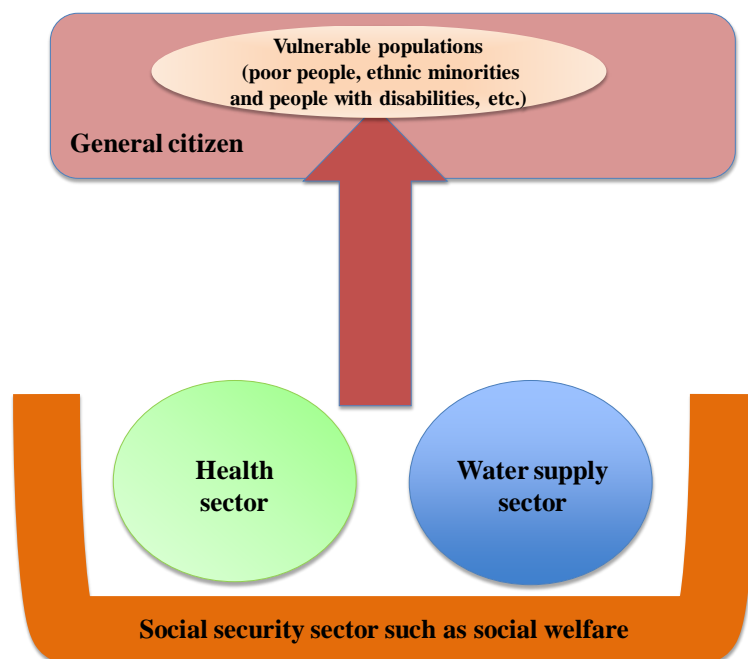 Vulnerable populations
(poor people, ethnic minorities
and people with disabilities, etc.)
General citizen
Health
sector
Water supply
sector
Social security sector such as social welfare